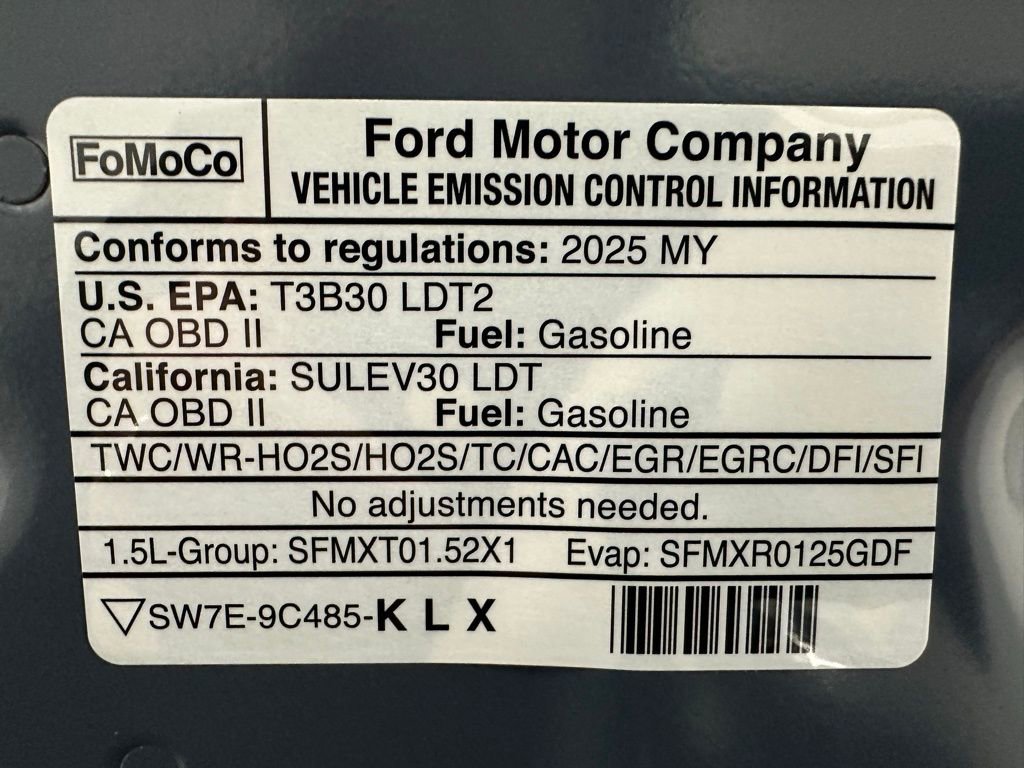 FoMoCo
Ford Motor Company
VEHICLE EMISSION CONTROL INFORMATION
Conforms to regulations: 2025 MY
U.S. EPA: T3B30 LDT2
CA OBD II Fuel: Gasoline
California: SULEV30 LDT
CA OBD II Fuel: Gasoline
TWC/WR-HO2S/HO2S/TC/CAC/EGR/EGRC/DFI/SFI
No adjustments needed.
1.5L-Group: SFMXT01.52X1 Evap: SFMXR0125GDF
SW7E-9C485-K L X